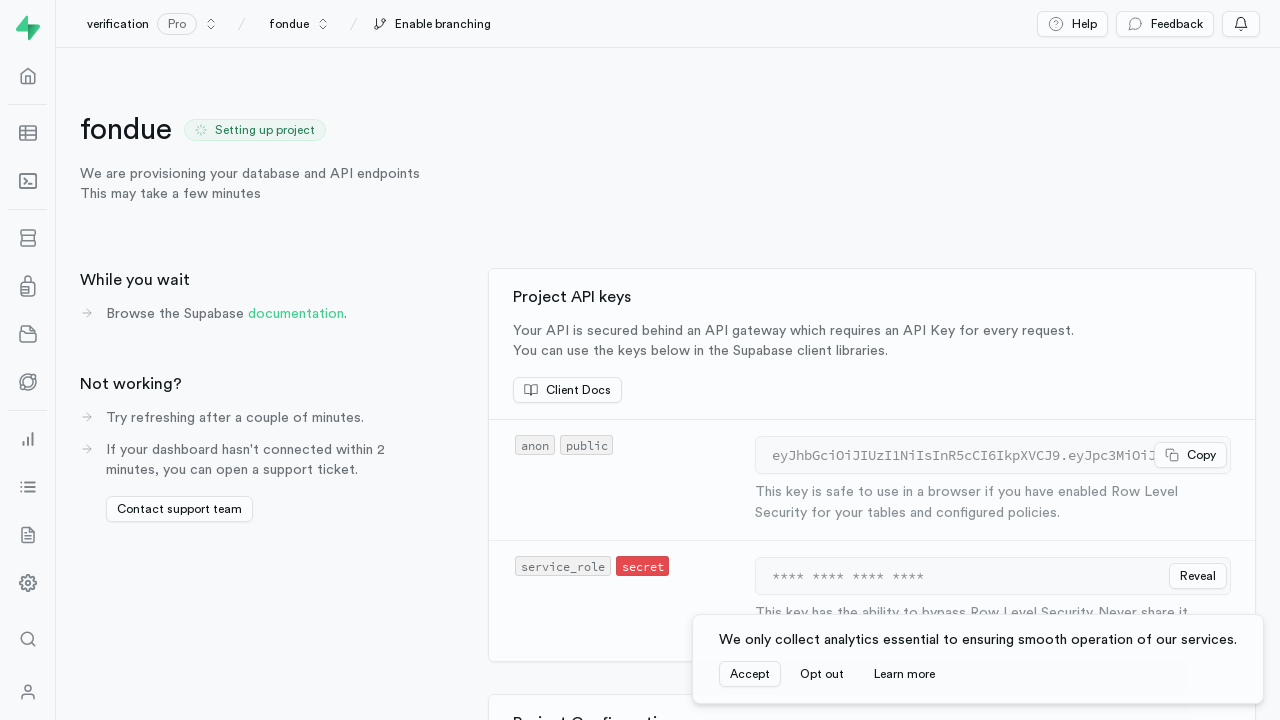 verification Pro / fondue / Enable branching
Help Feedback
fondue Setting up project
We are provisioning your database and API endpoints
This may take a few minutes
While you wait
Browse the Supabase documentation.
Not working?
Try refreshing after a couple of minutes.
If your dashboard hasn't connected within 2
minutes, you can open a support ticket.
Contact support team
Project API keys
Your API is secured behind an API gateway which requires an API Key for every request.
You can use the keys below in the Supabase client libraries.
Client Docs
anon public
eyJhbGciOiJIUzI1NiIsInR5cCI6IkpXVCJ9.eyJpc3MiOiJ Copy
This key is safe to use in a browser if you have enabled Row Level
Security for your tables and configured policies.
service_role secret
**** **** **** **** Reveal
This key has the ability to bypass Row Level Security. Never share it
We only collect analytics essential to ensuring smooth operation of our services.
Accept Opt out Learn more